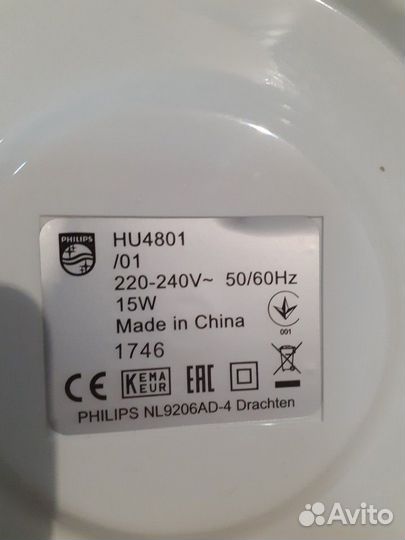 PHILIPS
HU4801
/01
220-240V~ 50/60Hz
15W
Made in China
001
1746
CE KEMA KEUR EAC
PHILIPS NL9206AD-4 Drachten
Avito